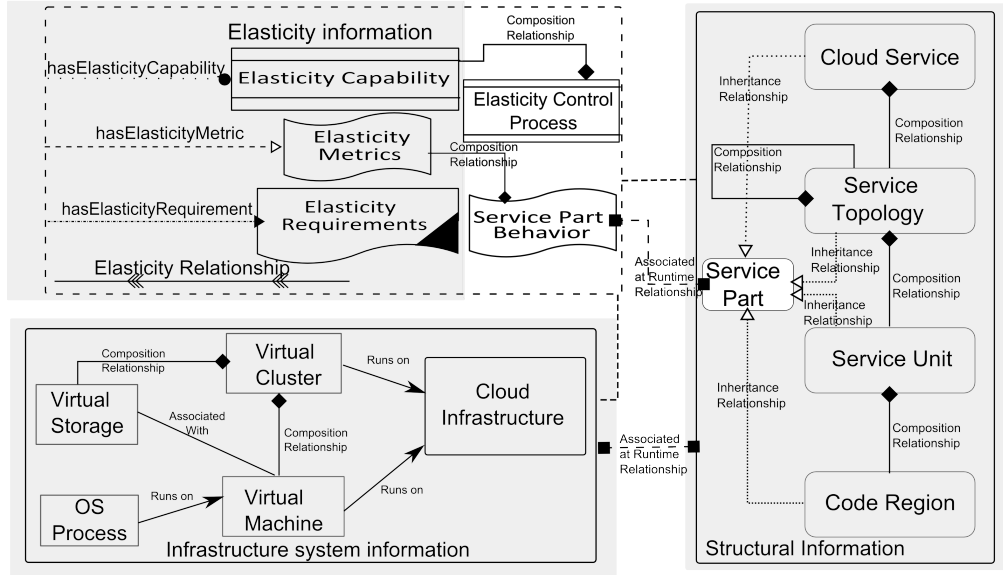 Elasticity information
Composition
Relationship
hasElasticityCapability
Elasticity Capability
Elasticity Control
Process
hasElasticityMetric
Elasticity
Metrics
Composition
Relationship
hasElasticityRequirement
Elasticity
Requirements
Service Part
Behavior
Elasticity Relationship
Associated
at Runtime
Relationship
Cloud Service
Inheritance
Relationship
Composition
Relationship
Composition
Relationship
Service
Topology
Service
Part
Inheritance
Relationship
Composition
Relationship
Inheritance
Relationship
Service Unit
Inheritance
Relationship
Composition
Relationship
Code Region
Structural Information
Composition
Relationship
Virtual
Cluster
Runs on
Cloud
Infrastructure
Virtual
Storage
Associated
With
Composition
Relationship
Associated
at Runtime
Relationship
OS
Process
Runs on
Virtual
Machine
Runs on
Infrastructure system information